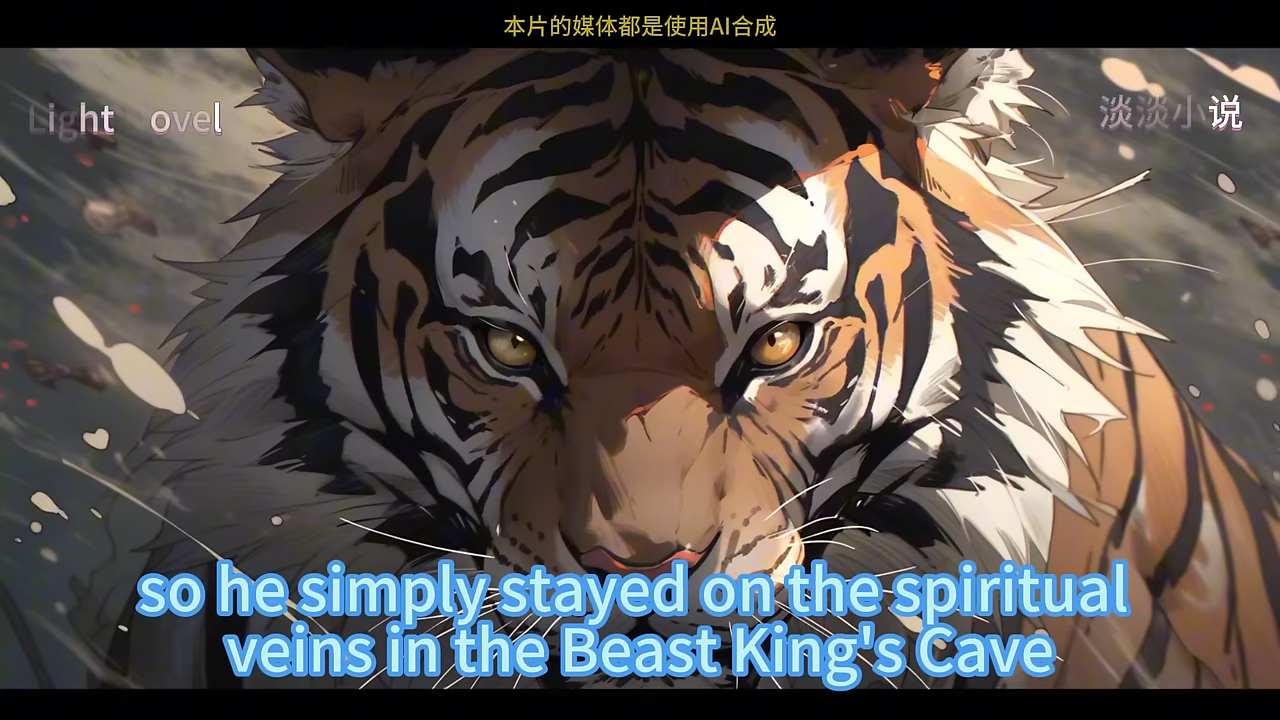 本片的媒体都是使用AI合成
Light ovel
淡淡小说
so he simply stayed on the spiritual
veins in the Beast King's Cave